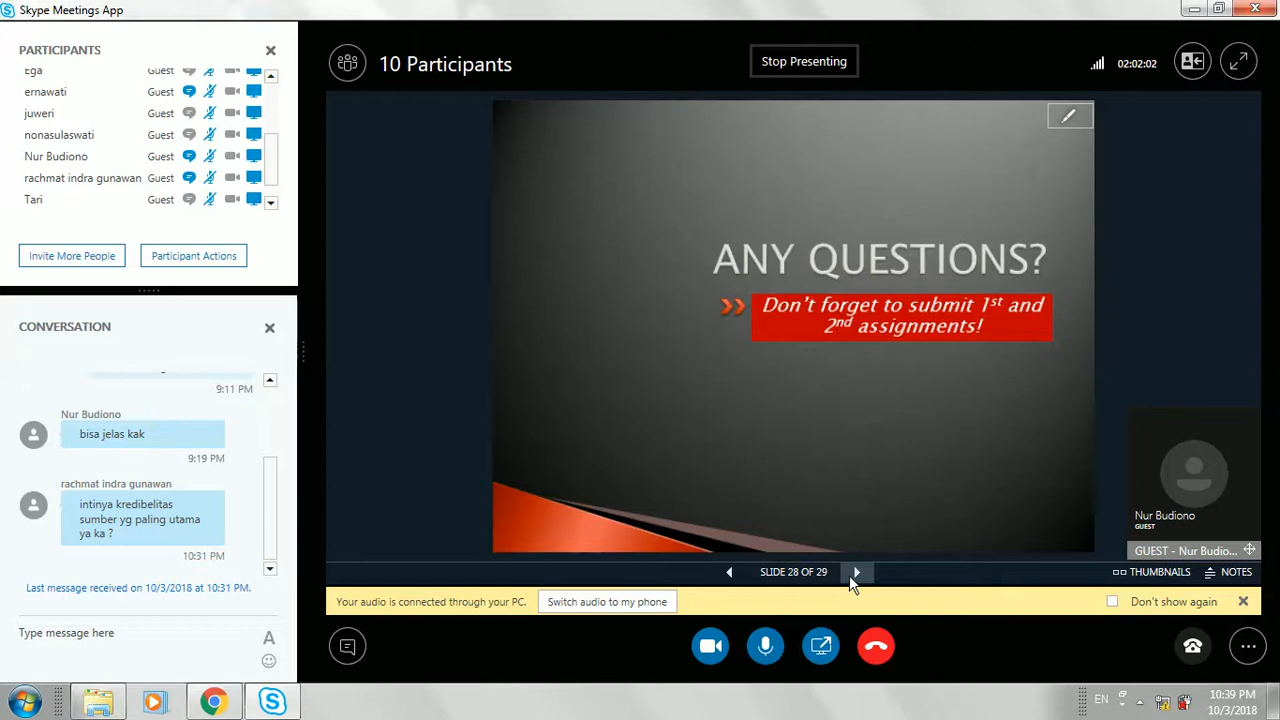 Skype Meetings App
PARTICIPANTS
Ega Guest
ernawati Guest
juweri Guest
nonasulaswati Guest
Nur Budiono Guest
rachmat indra gunawan Guest
Tari Guest
Invite More People Participant Actions
CONVERSATION
9:11 PM
Nur Budiono
bisa jelas kak
9:19 PM
rachmat indra gunawan
intinya kredibelitas
sumber yg paling utama
ya ka ?
10:31 PM
Last message received on 10/3/2018 at 10:31 PM.
Type message here
A
10 Participants
Stop Presenting
02:02:02
ANY QUESTIONS?
Don't forget to submit 1st and
2nd assignments!
Nur Budiono
GUEST
GUEST - Nur Budio...
SLIDE 28 OF 29
THUMBNAILS NOTES
Your audio is connected through your PC. Switch audio to my phone
Don't show again
EN
10:39 PM
10/3/2018